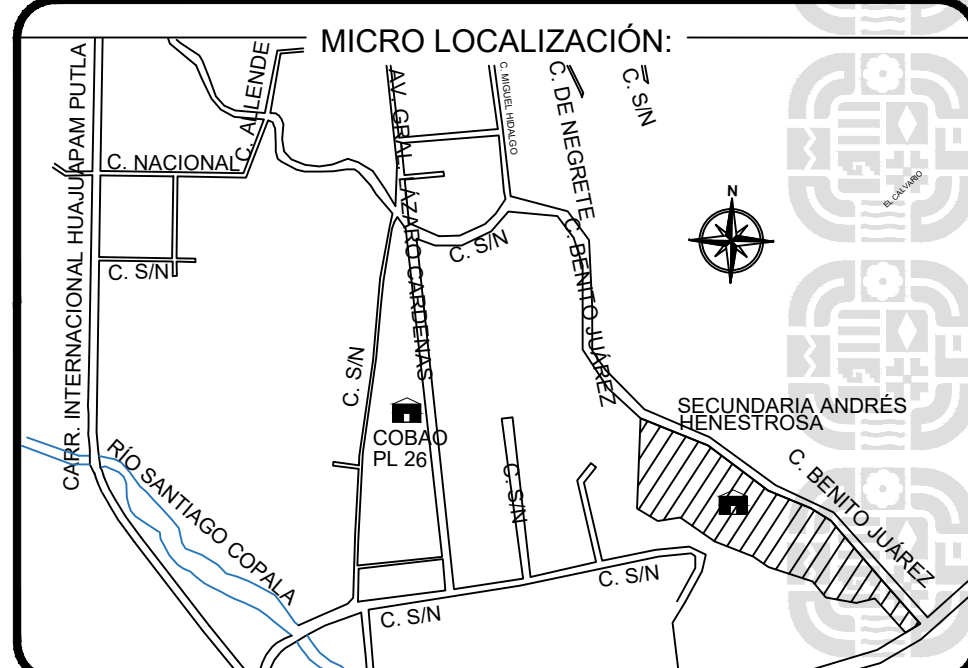 MICRO LOCALIZACIÓN:
CARR. INTERNACIONAL HUAJUAPAM PUTLA
C. NACIONAL
C. ALLENDE
AV. GRAL. LÁZARO CARDENAS
C. MIGUEL HIDALGO
C. DE NEGRETE
C. S/N
EL CALVARIO
N
C. S/N
C. S/N
C. BENITO JUÁREZ
C. S/N
COBAO
PL 26
SECUNDARIA ANDRÉS
HENESTROSA
C. BENITO JUÁREZ
RÍO SANTIAGO COPALA
C. S/N
C. S/N
C. S/N